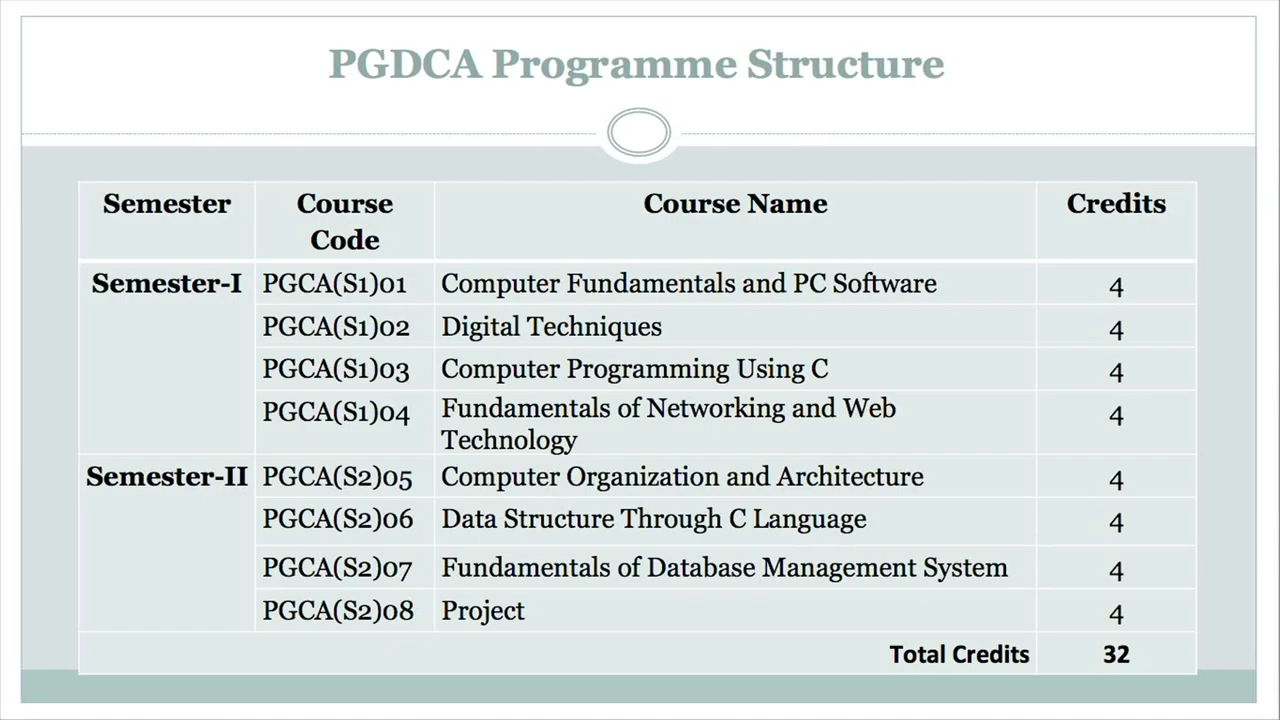 PGDCA Programme Structure
Semester Course Code Course Name Credits
Semester-I PGCA(S1)01 Computer Fundamentals and PC Software 4
PGCA(S1)02 Digital Techniques 4
PGCA(S1)03 Computer Programming Using C 4
PGCA(S1)04 Fundamentals of Networking and Web Technology 4
Semester-II PGCA(S2)05 Computer Organization and Architecture 4
PGCA(S2)06 Data Structure Through C Language 4
PGCA(S2)07 Fundamentals of Database Management System 4
PGCA(S2)08 Project 4
Total Credits 32